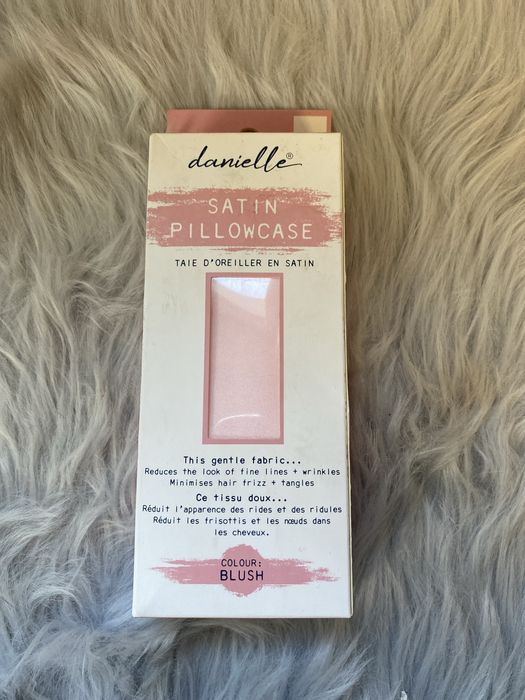 danielle®
SATIN
PILLOWCASE
TAIE D'OREILLER EN SATIN
This gentle fabric...
Reduces the look of fine lines + wrinkles
Minimises hair frizz + tangles
Ce tissu doux...
Réduit l'apparence des rides et des ridules
Réduit les frisottis et les nœuds dans
les cheveux.
COLOUR:
BLUSH